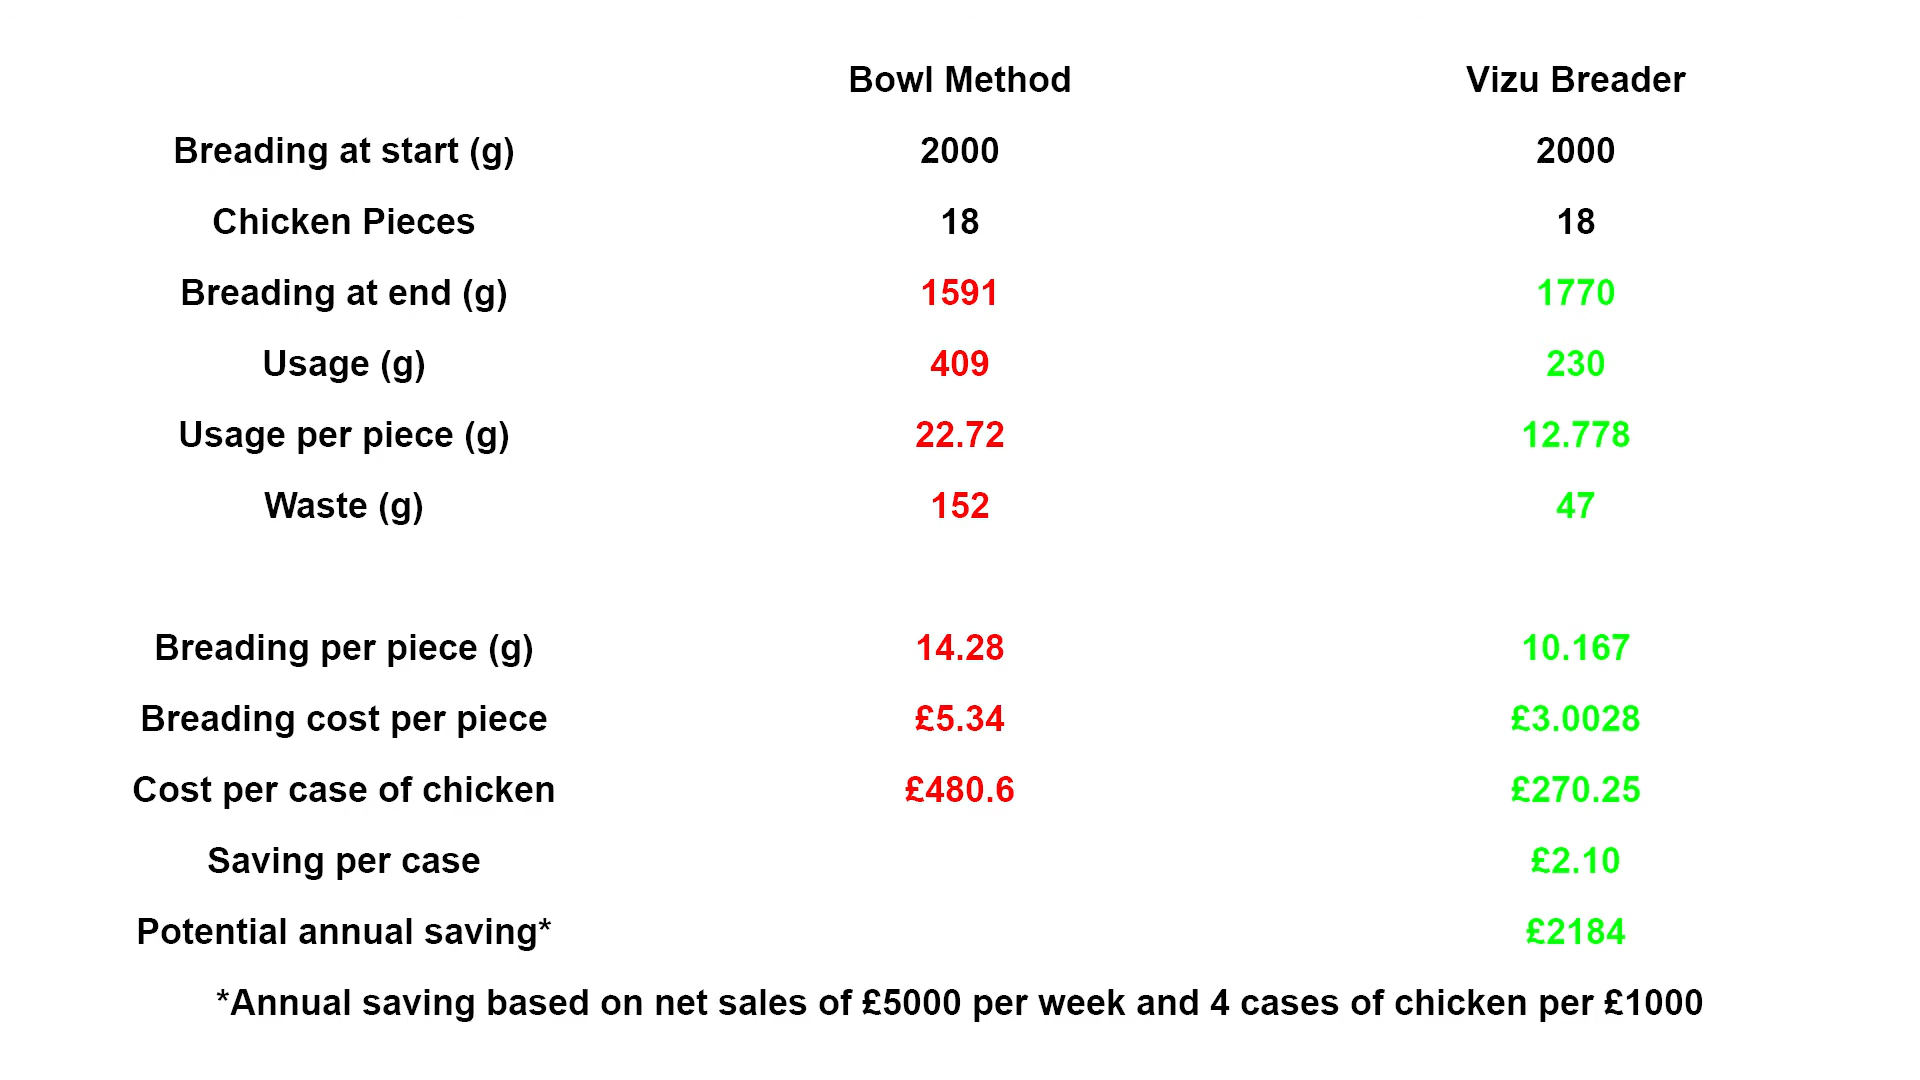 Bowl Method Vizu Breader
Breading at start (g) 2000 2000
Chicken Pieces 18 18
Breading at end (g) 1591 1770
Usage (g) 409 230
Usage per piece (g) 22.72 12.778
Waste (g) 152 47
Breading per piece (g) 14.28 10.167
Breading cost per piece £5.34 £3.0028
Cost per case of chicken £480.6 £270.25
Saving per case £2.10
Potential annual saving* £2184
*Annual saving based on net sales of £5000 per week and 4 cases of chicken per £1000